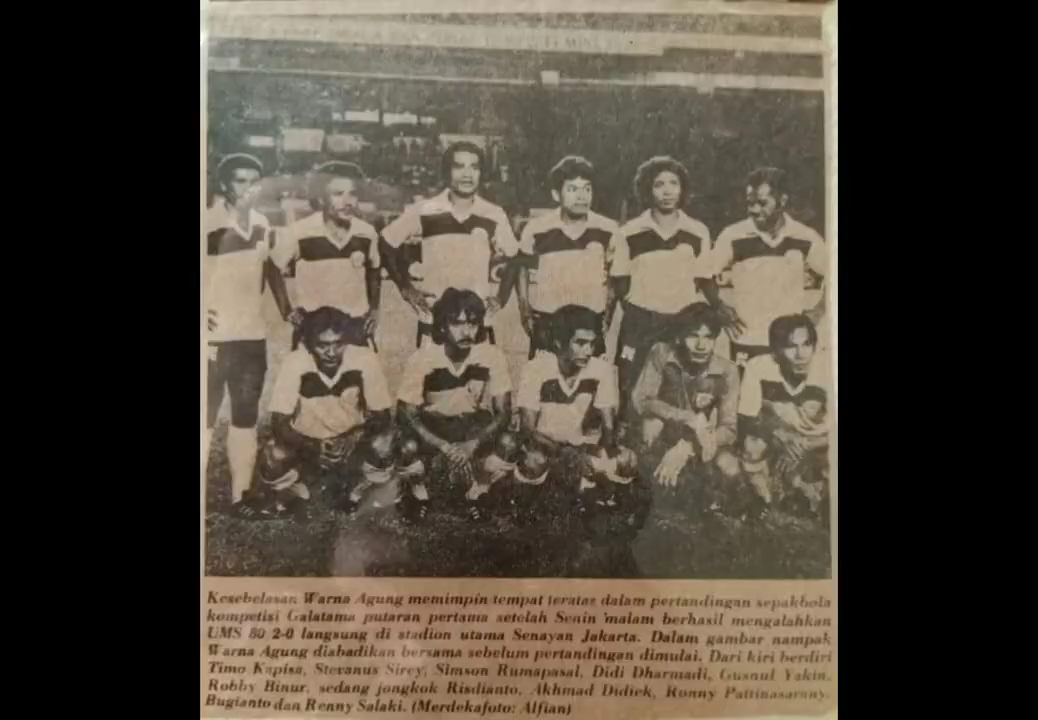 Kesebelasan Warna Agung memimpin tempat teratas dalam pertandingan sepakbola
kompetisi Galatama putaran pertama setelah Senin 'malam berhasil mengalahkan
UMS 80 2-0 langsung di stadion utama Senayan Jakarta. Dalam gambar nampak
Warna Agung diabadikan bersama sebelum pertandingan dimulai. Dari kiri berdiri
Timo Kapisa, Stevanus Sirey, Simson Rumapasal, Didi Dharmadi, Gusnul Yakin,
Robby Binur, sedang jongkok Risdianto, Akhmad Didiek, Ronny Pattinasarany,
Bugianto dan Renny Salaki. (Merdekafoto: Alfian)